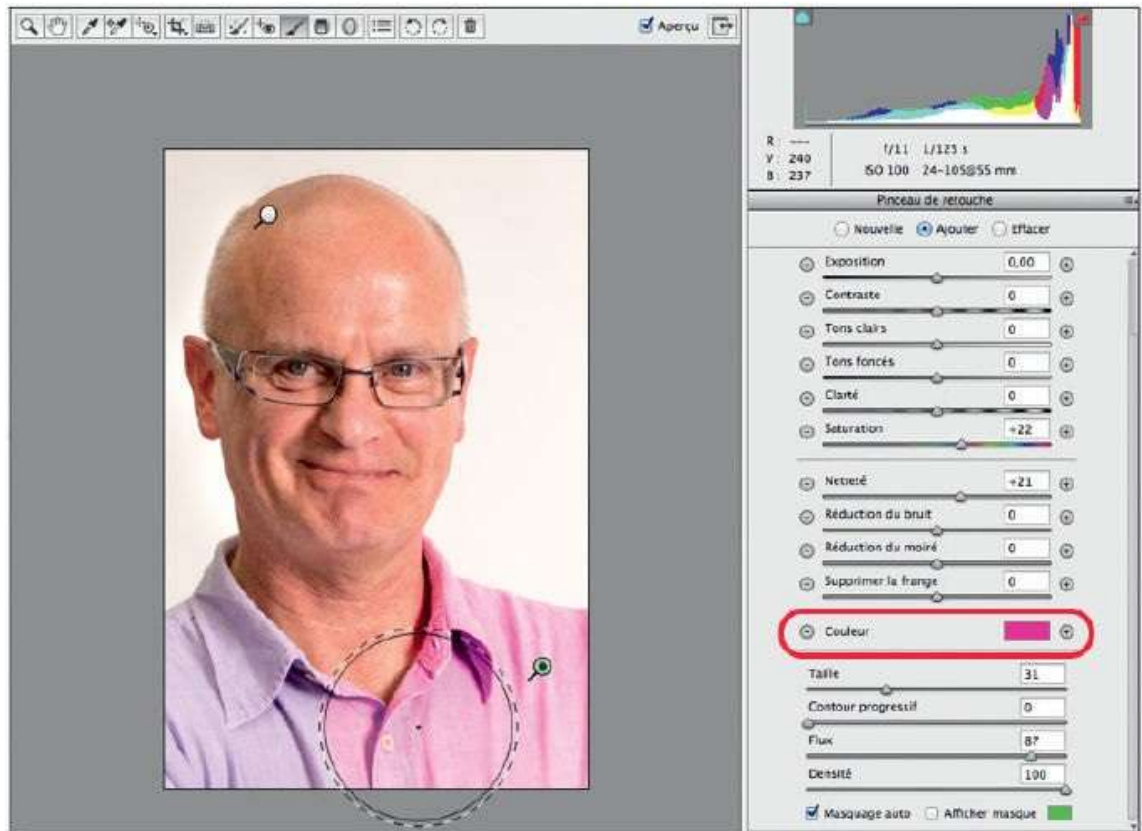 Aperçu
R : ---
V : 240
B : 237
f/11 1/125 s
ISO 100 24-105@55 mm
Pinceau de retouche
Nouvelle Ajouter Effacer
Exposition 0,00
Contraste 0
Tons clairs 0
Tons foncés 0
Clarté 0
Saturation +22
Netteté +21
Réduction du bruit 0
Réduction du moiré 0
Supprimer la frange 0
Couleur
Taille 31
Contour progressif 0
Flux 87
Densité 100
Masquage auto Afficher masque